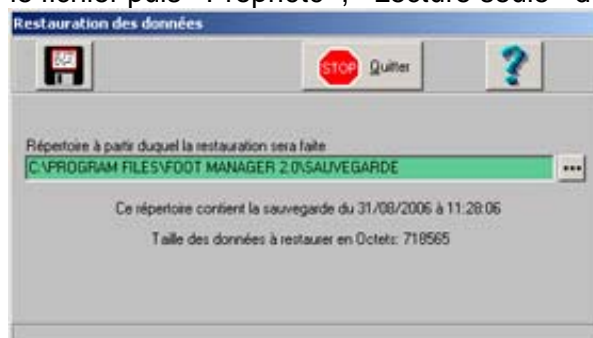 le fichier puis " Propriété ", " Lecture seule " d
Restauration des données
STOP Quitter
Répertoire à partir duquel la restauration sera faite
C:\PROGRAM FILES\FOOT MANAGER 2.0\SAUVEGARDE
...
Ce répertoire contient la sauvegarde du 31/08/2006 à 11:28:06
Taille des données à restaurer en Octets: 718565